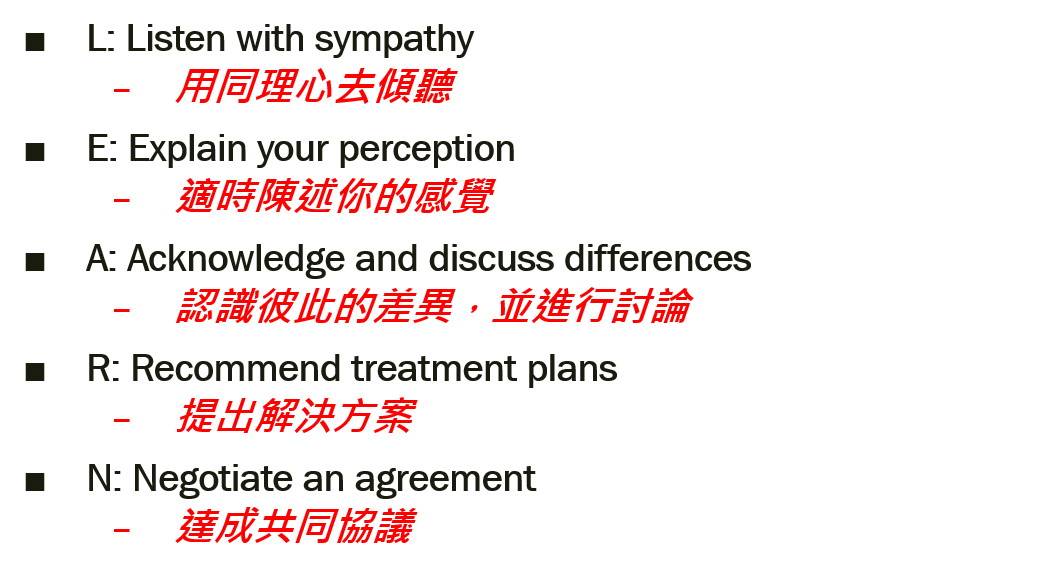 ■ L: Listen with sympathy
– 用同理心去傾聽
■ E: Explain your perception
– 適時陳述你的感覺
■ A: Acknowledge and discuss differences
– 認識彼此的差異，並進行討論
■ R: Recommend treatment plans
– 提出解決方案
■ N: Negotiate an agreement
– 達成共同協議